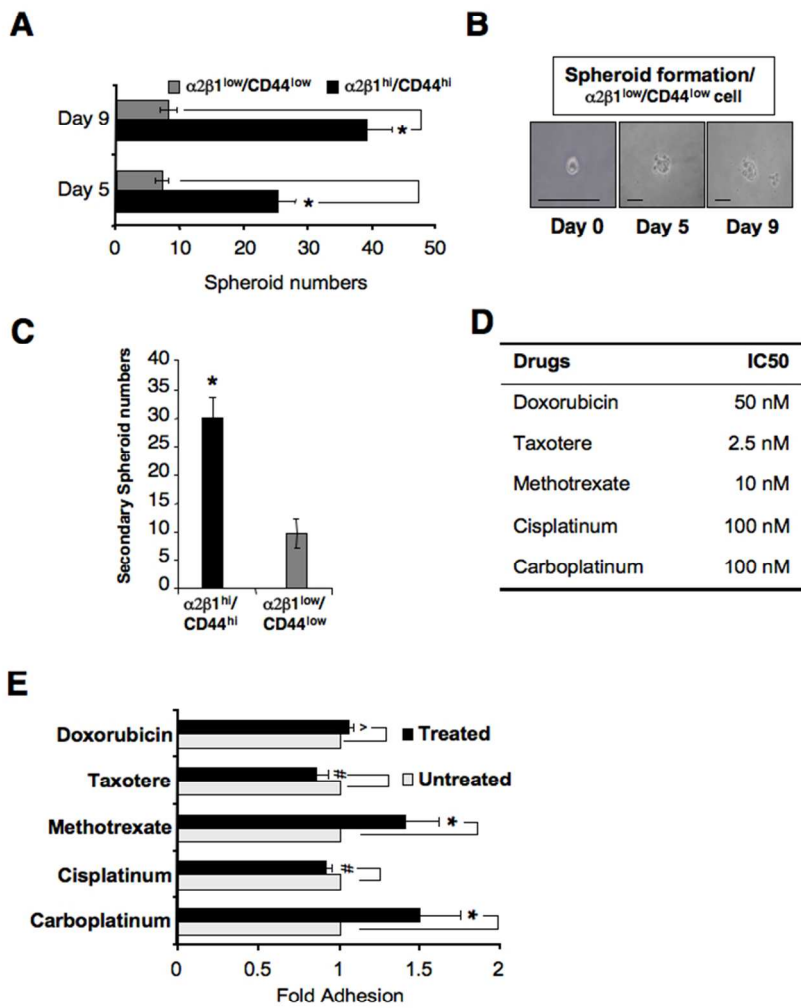 A
α2β1low/CD44low α2β1hi/CD44hi
Day 9
*
Day 5
*
0 10 20 30 40 50
Spheroid numbers
B
Spheroid formation/
α2β1low/CD44low cell
Day 0 Day 5 Day 9
C
Secondary Spheroid numbers
40
35
30
25
20
15
10
5
0
*
α2β1hi/
CD44hi
α2β1low/
CD44low
D
Drugs IC50
Doxorubicin 50 nM
Taxotere 2.5 nM
Methotrexate 10 nM
Cisplatinum 100 nM
Carboplatinum 100 nM
E
Doxorubicin > Treated
Taxotere # Untreated
Methotrexate *
Cisplatinum #
Carboplatinum *
0 0.5 1 1.5 2
Fold Adhesion